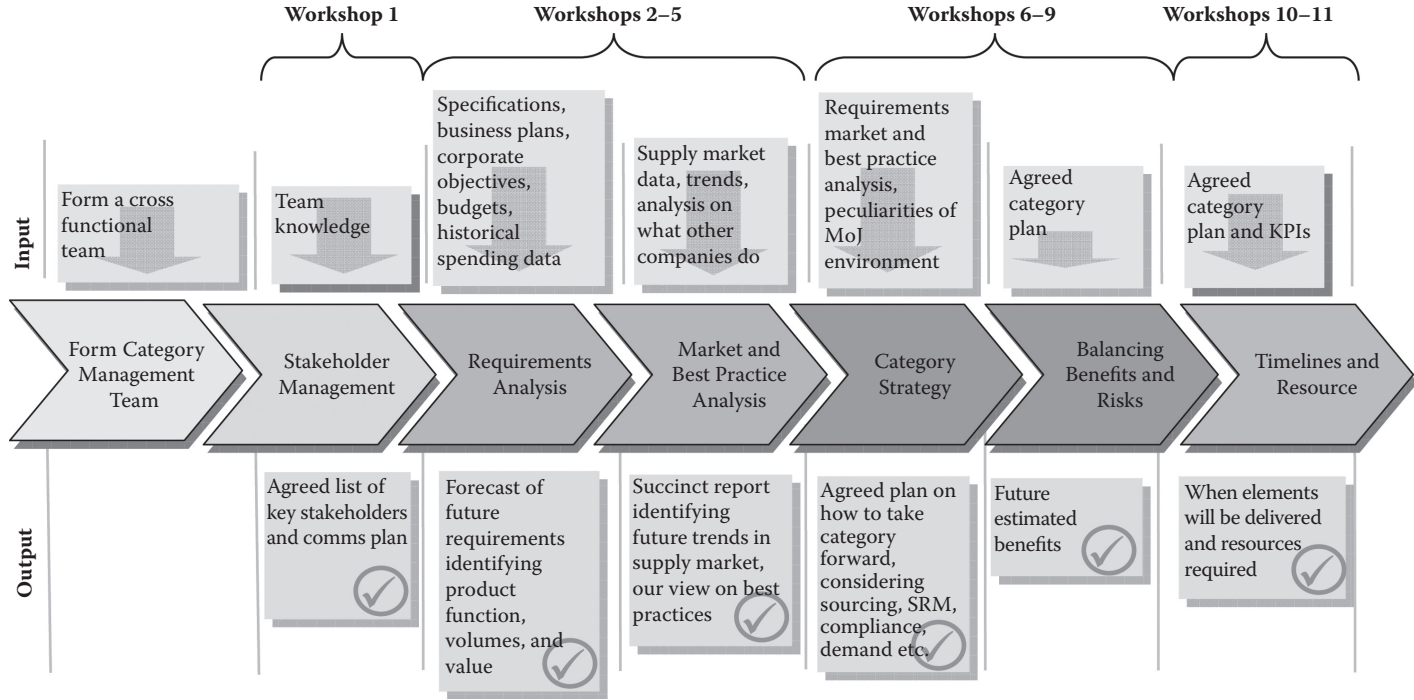 Workshop 1
Workshops 2–5
Workshops 6–9
Workshops 10–11
Input
Form a cross
functional
team
Team
knowledge
Specifications,
business plans,
corporate
objectives,
budgets,
historical
spending data
Supply market
data, trends,
analysis on
what other
companies do
Requirements
market and
best practice
analysis,
peculiarities of
MoJ
environment
Agreed
category
plan
Agreed
category
plan and KPIs
Form Category
Management
Team
Stakeholder
Management
Requirements
Analysis
Market and
Best Practice
Analysis
Category
Strategy
Balancing
Benefits and
Risks
Timelines and
Resource
Output
Agreed list of
key stakeholders
and comms plan
Forecast of
future
requirements
identifying
product
function,
volumes, and
value
Succinct report
identifying
future trends in
supply market,
our view on best
practices
Agreed plan on
how to take
category
forward,
considering
sourcing, SRM,
compliance,
demand etc.
Future
estimated
benefits
When elements
will be delivered
and resources
required